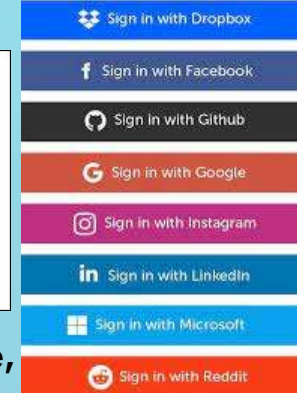 Sign in with Dropbox
Sign in with Facebook
Sign in with Github
Sign in with Google
Sign in with Instagram
in Sign in with LinkedIn
Sign in with Microsoft
Sign in with Reddit